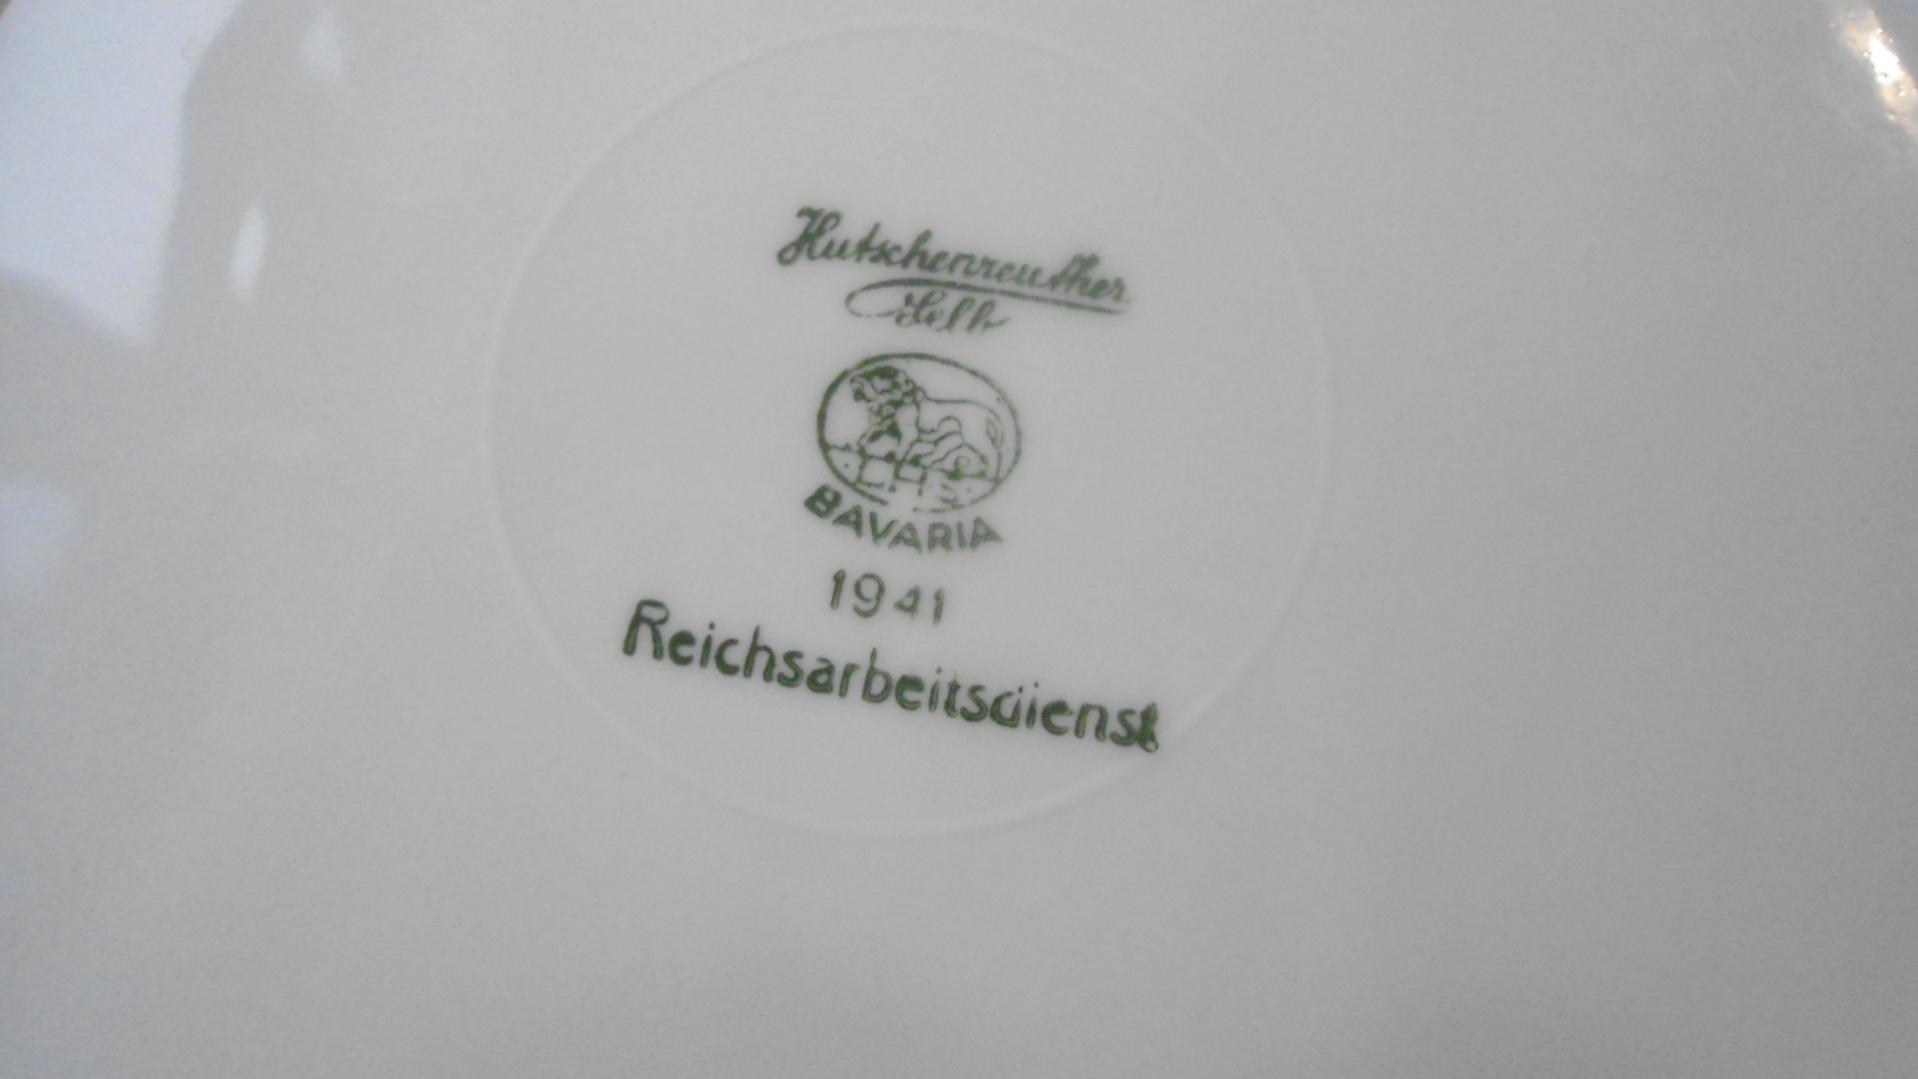 Hutschenreuther
Selb
BAVARIA
1941
Reichsarbeitsdienst